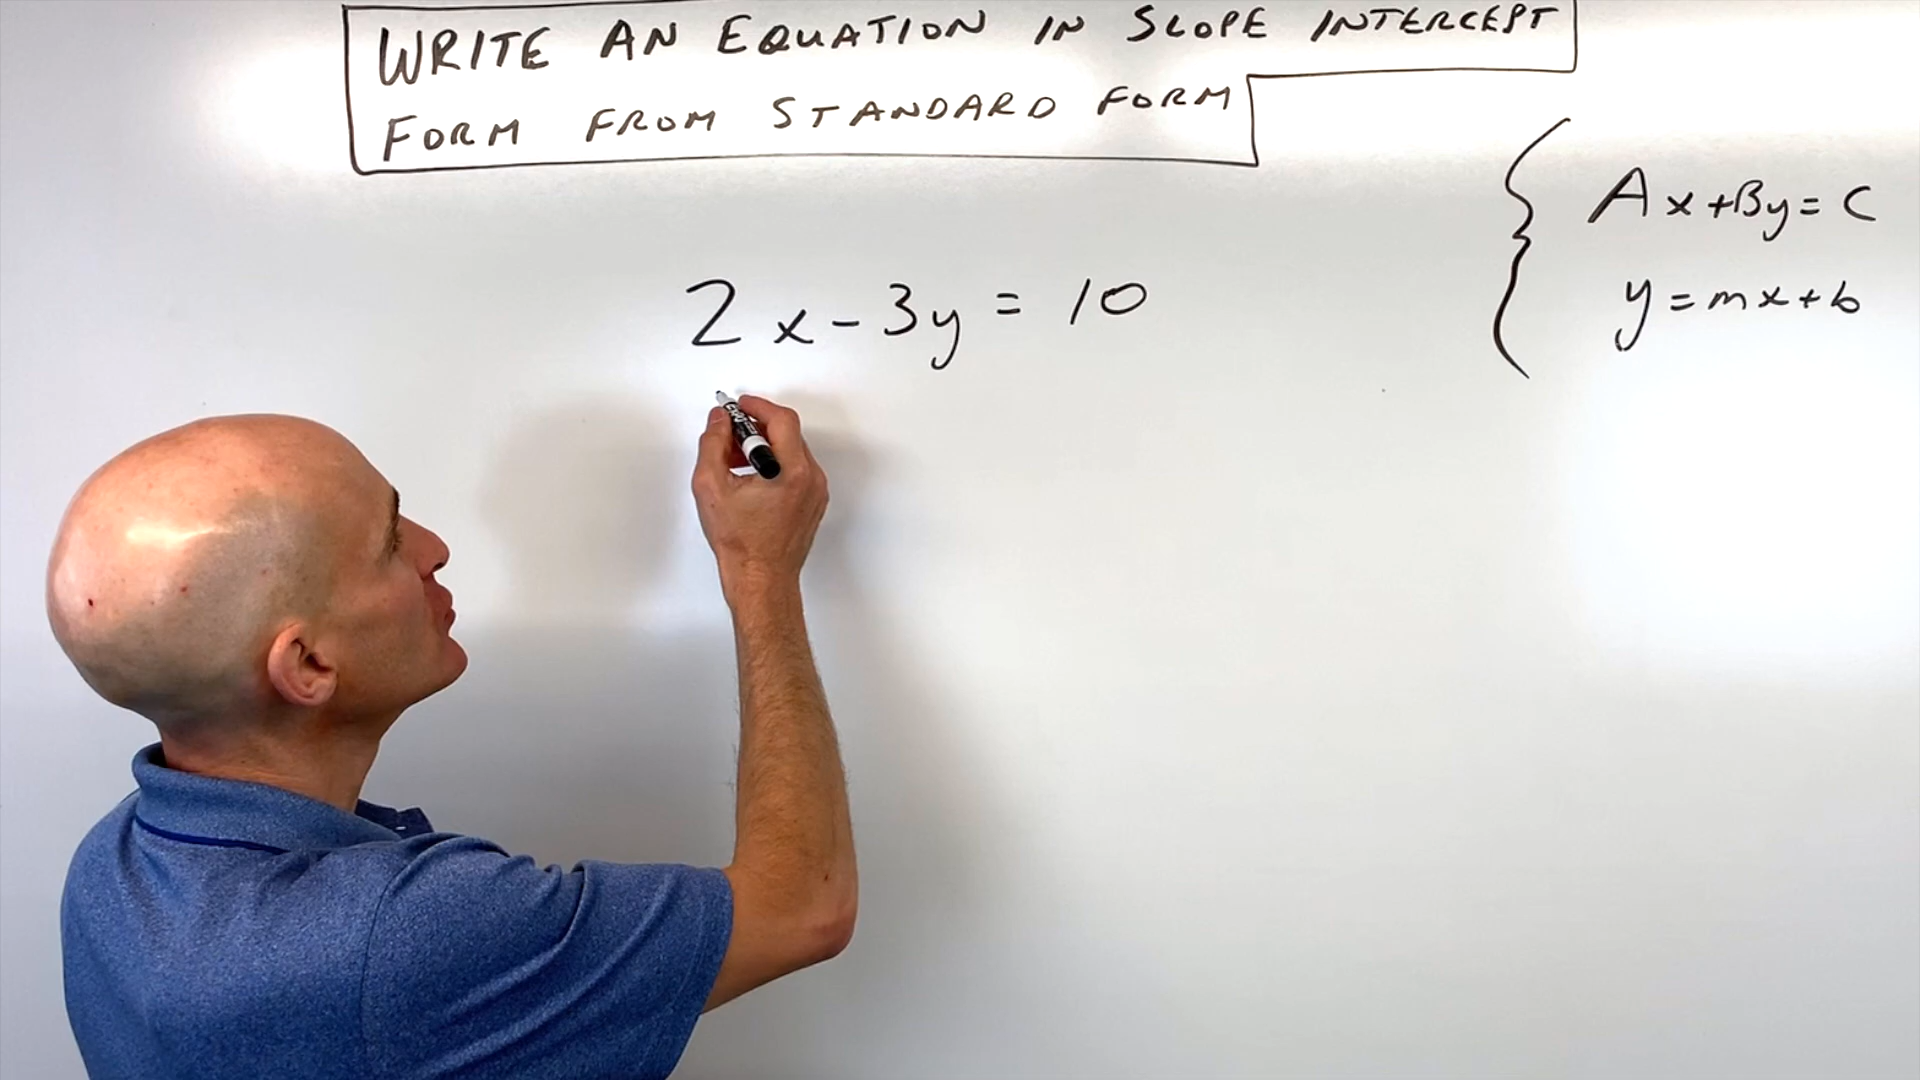 WRITE AN EQUATION IN SLOPE INTERCEPT
FORM FROM STANDARD FORM
Ax+By=C
y=mx+b
2x-3y=10